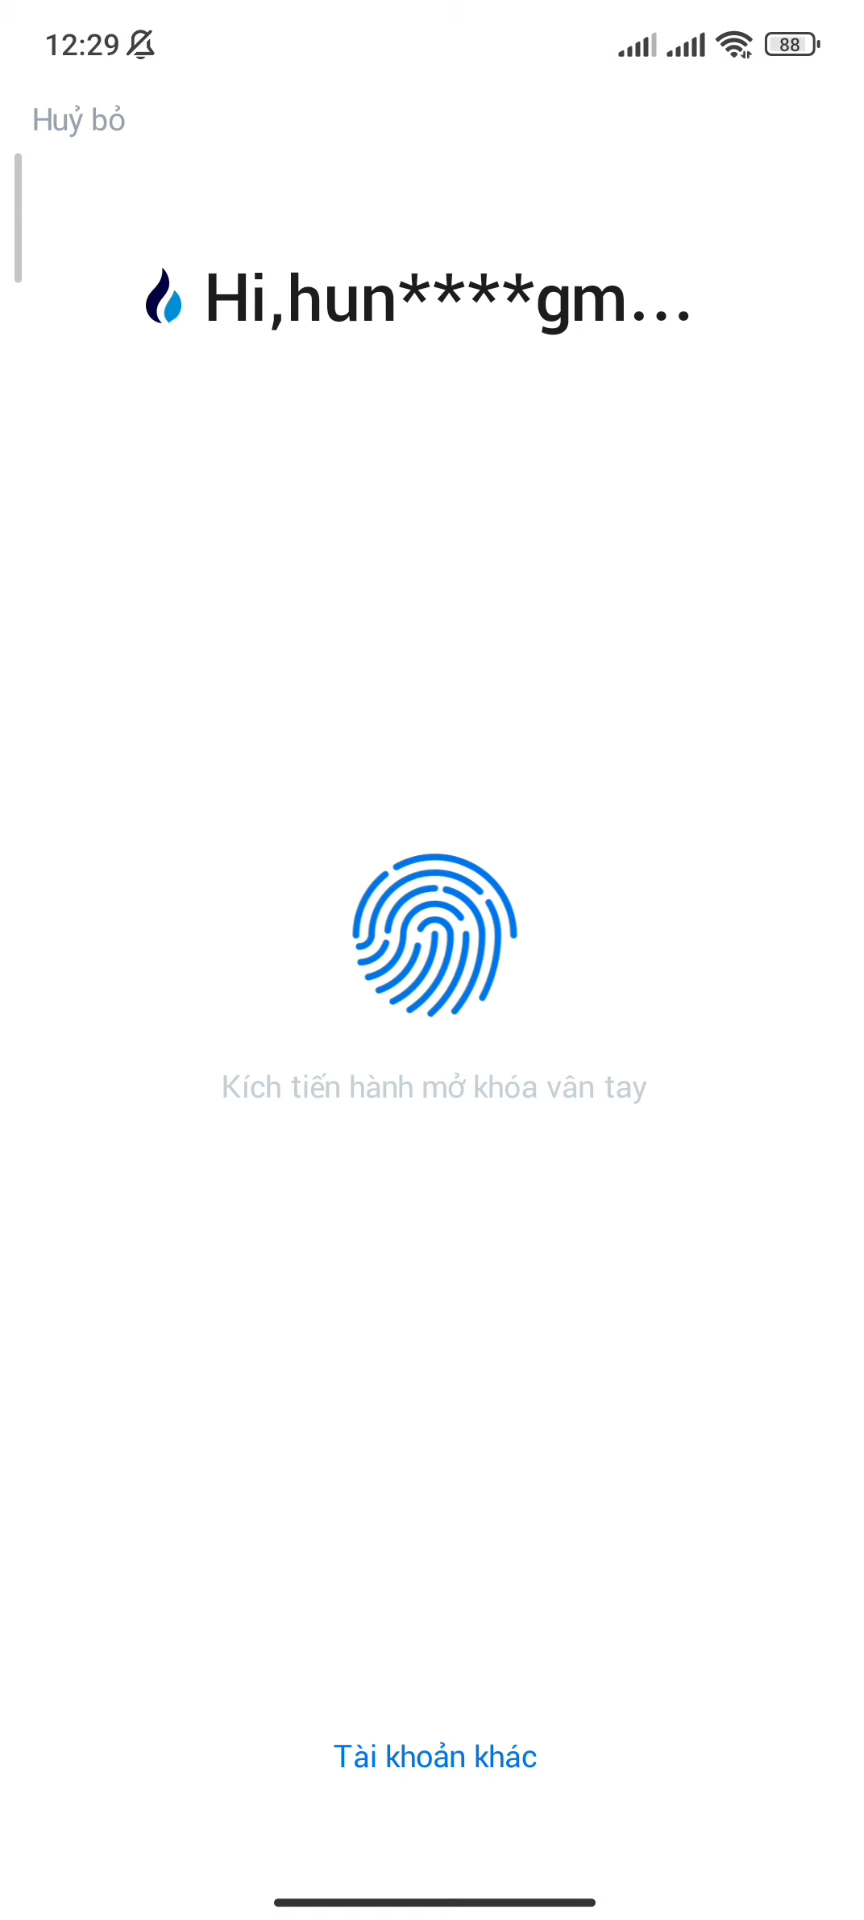 12:29
88
Huỷ bỏ
Hi,hun****gm...
Kích tiến hành mở khóa vân tay
Tài khoản khác